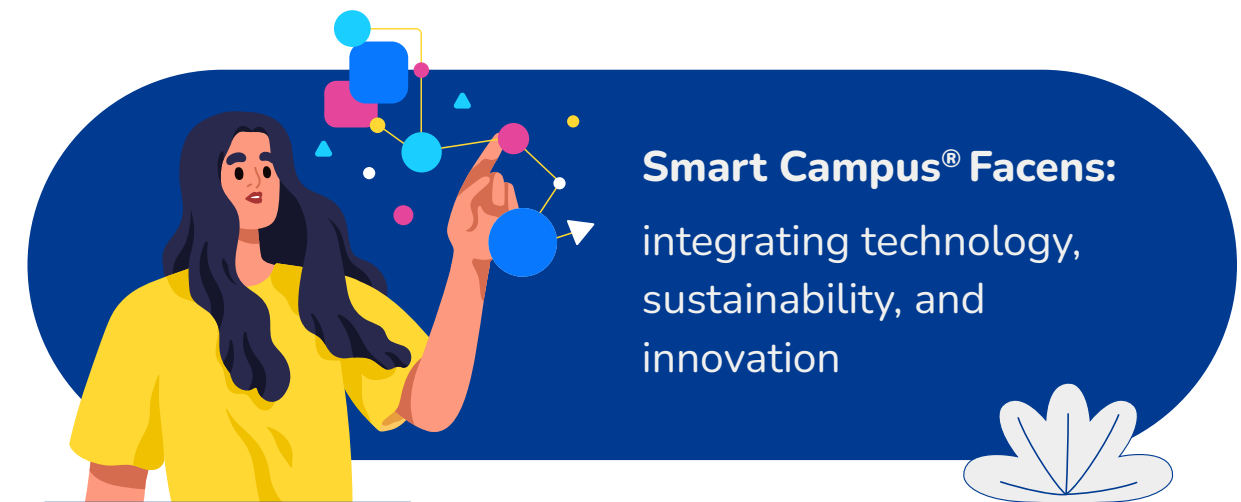 Smart Campus® Facens:
integrating technology,
sustainability, and
innovation